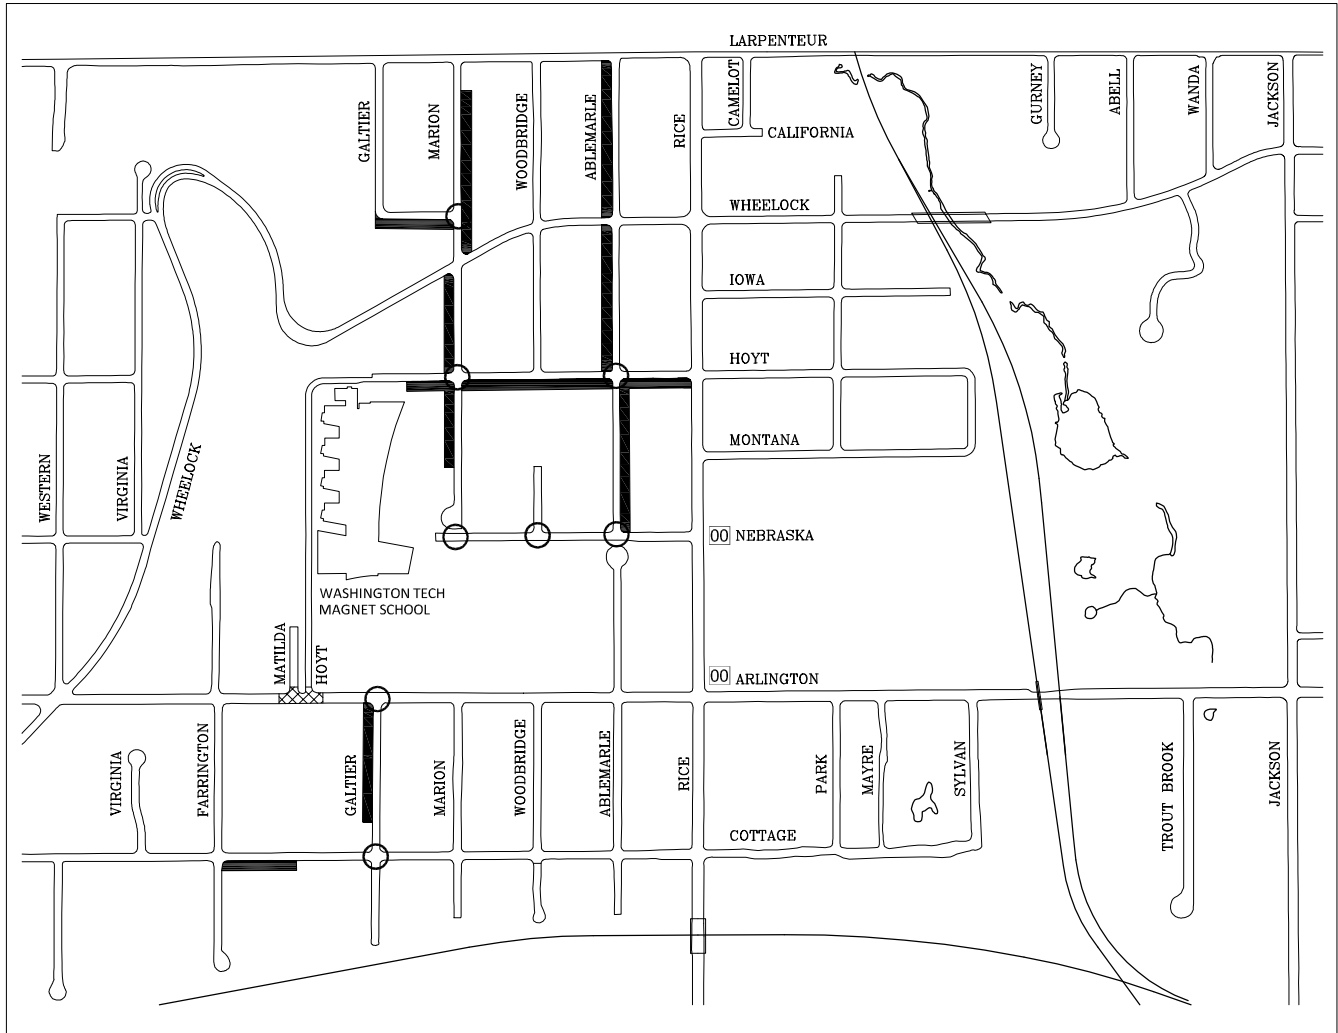 LARPENTEUR
GALTIER
MARION
WOODBRIDGE
ABLEMARLE
RICE
CAMELOT
CALIFORNIA
GURNEY
ABELL
WANDA
JACKSON
WHEELOCK
IOWA
HOYT
MONTANA
WESTERN
VIRGINIA
WHEELOCK
00 NEBRASKA
WASHINGTON TECH
MAGNET SCHOOL
MATILDA
HOYT
00 ARLINGTON
VIRGINIA
FARRINGTON
GALTIER
MARION
WOODBRIDGE
ABLEMARLE
RICE
PARK
MAYRE
SYLVAN
TROUT BROOK
JACKSON
COTTAGE